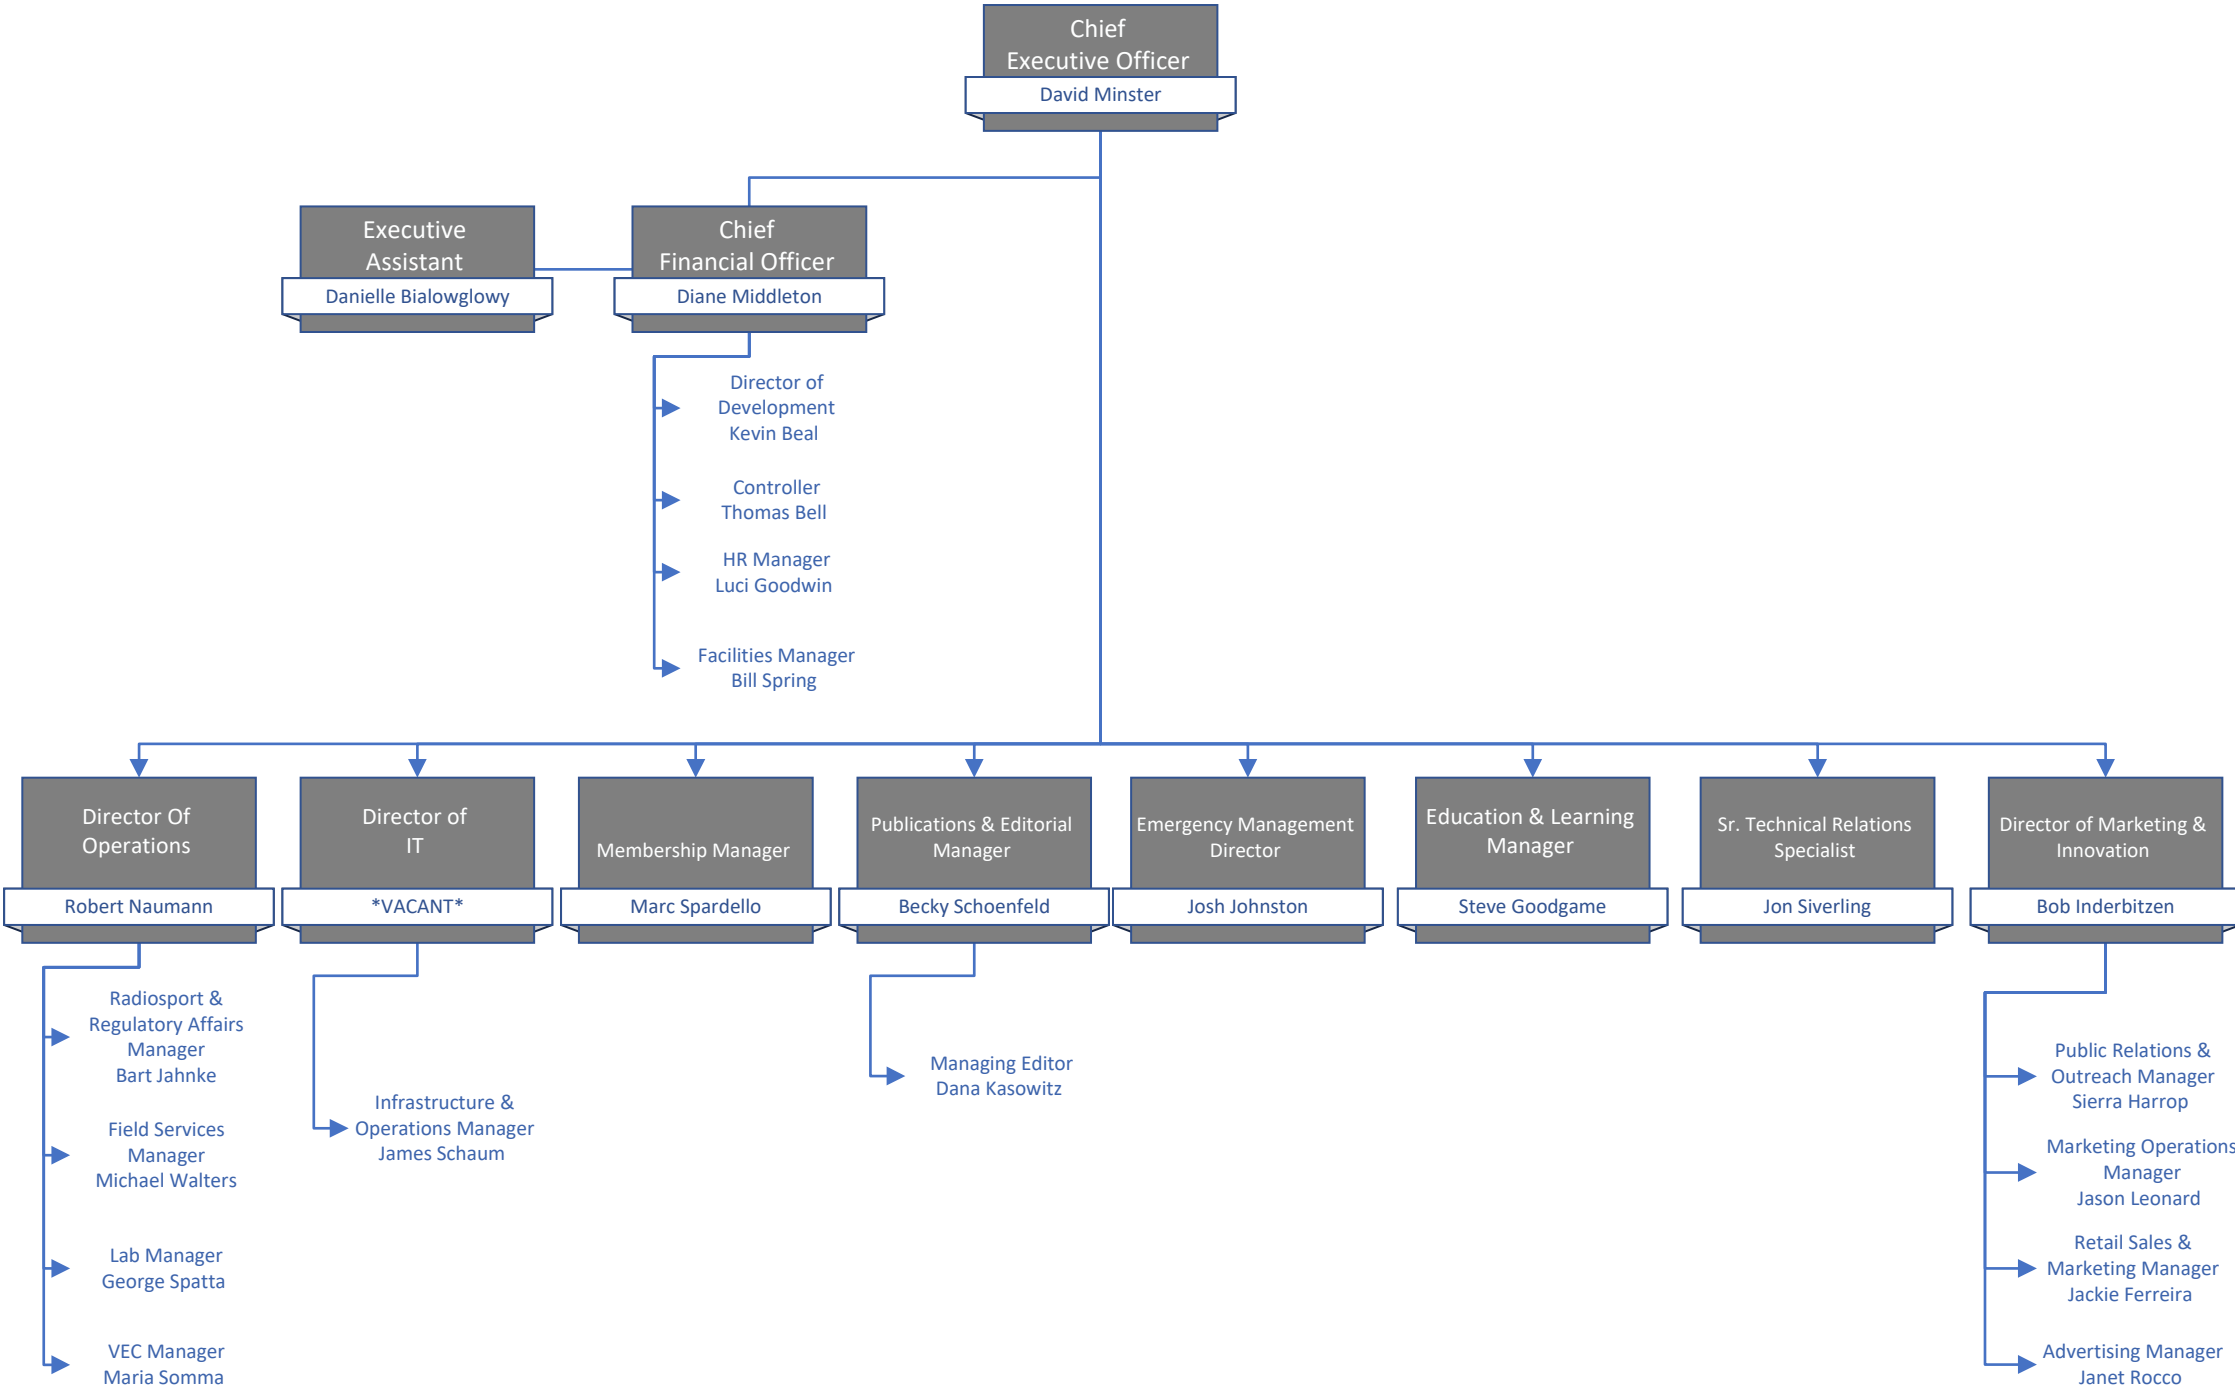 Chief
Executive Officer
David Minster
Executive
Assistant
Danielle Bialowglowy
Chief
Financial Officer
Diane Middleton
Director of
Development
Kevin Beal
Controller
Thomas Bell
HR Manager
Luci Goodwin
Facilities Manager
Bill Spring
Director Of
Operations
Robert Naumann
Radiosport &
Regulatory Affairs
Manager
Bart Jahnke
Field Services
Manager
Michael Walters
Lab Manager
George Spatta
VEC Manager
Maria Somma
Director of
IT
*VACANT*
Infrastructure &
Operations Manager
James Schaum
Membership Manager
Marc Spardello
Publications & Editorial
Manager
Becky Schoenfeld
Managing Editor
Dana Kasowitz
Emergency Management
Director
Josh Johnston
Education & Learning
Manager
Steve Goodgame
Sr. Technical Relations
Specialist
Jon Siverling
Director of Marketing &
Innovation
Bob Inderbitzen
Public Relations &
Outreach Manager
Sierra Harrop
Marketing Operations
Manager
Jason Leonard
Retail Sales &
Marketing Manager
Jackie Ferreira
Advertising Manager
Janet Rocco